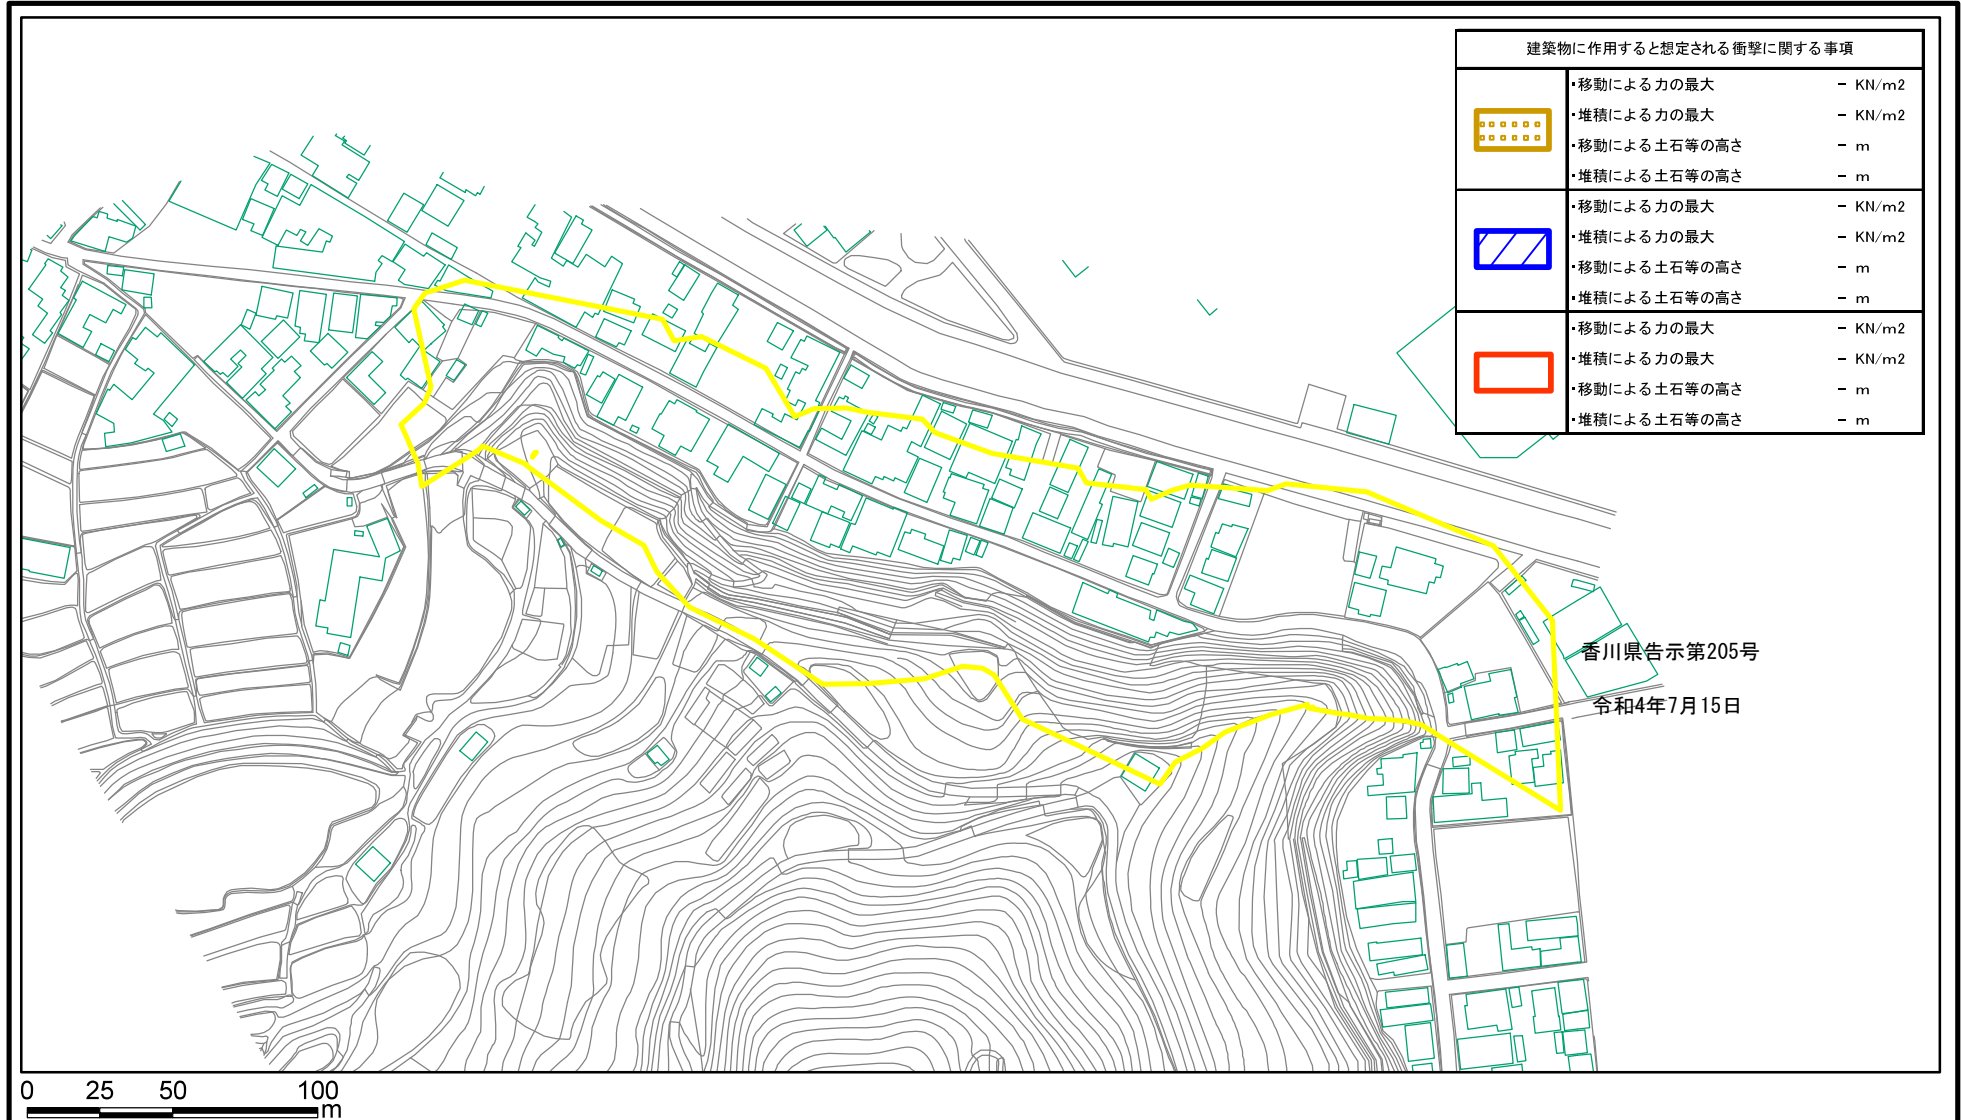 建築物に作用すると想定される衝撃に関する事項
・移動による力の最大 － KN/m2
・堆積による力の最大 － KN/m2
・移動による土石等の高さ － m
・堆積による土石等の高さ － m
・移動による力の最大 － KN/m2
・堆積による力の最大 － KN/m2
・移動による土石等の高さ － m
・堆積による土石等の高さ － m
・移動による力の最大 － KN/m2
・堆積による力の最大 － KN/m2
・移動による土石等の高さ － m
・堆積による土石等の高さ － m
香川県告示第205号
令和4年7月15日
0 25 50 100
m